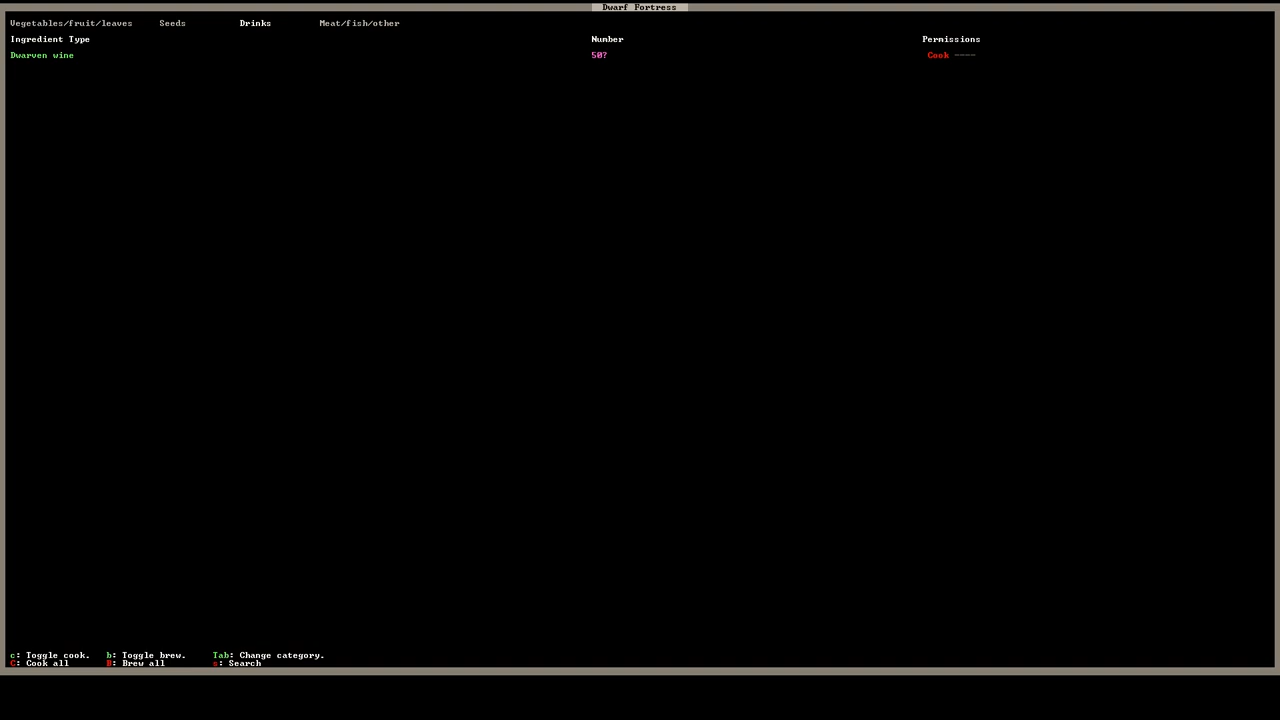 Dwarf Fortress
Vegetables/fruit/leaves Seeds Drinks Meat/fish/other
Ingredient Type Number Permissions
Dwarven wine 50? Cook ----
c: Toggle cook. b: Toggle brew. Tab: Change category.
C: Cook all B: Brew all s: Search